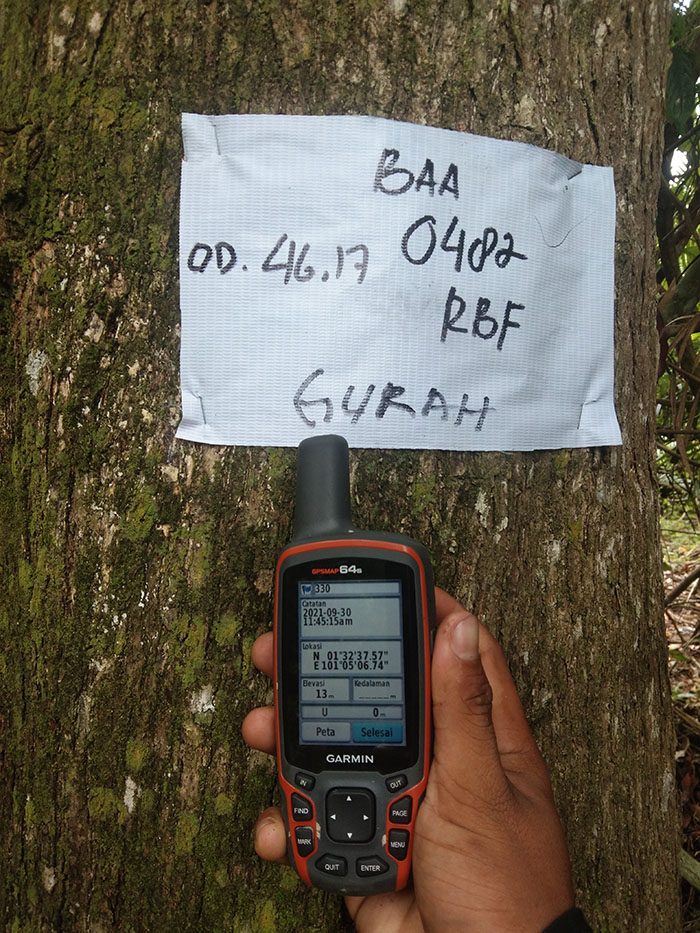 BAA
OD. 46.17 0482
RBF
GURAH
GPSMAP 64s
330
Catatan
2021-09-30
11:45:15am
Lokasi
N 01°32'37.57"
E 101°05'06.74"
Elevasi Kedalaman
13 m _____ m
U 0 m
Peta Selesai
GARMIN
IN OUT
FIND PAGE
MARK MENU
QUIT ENTER